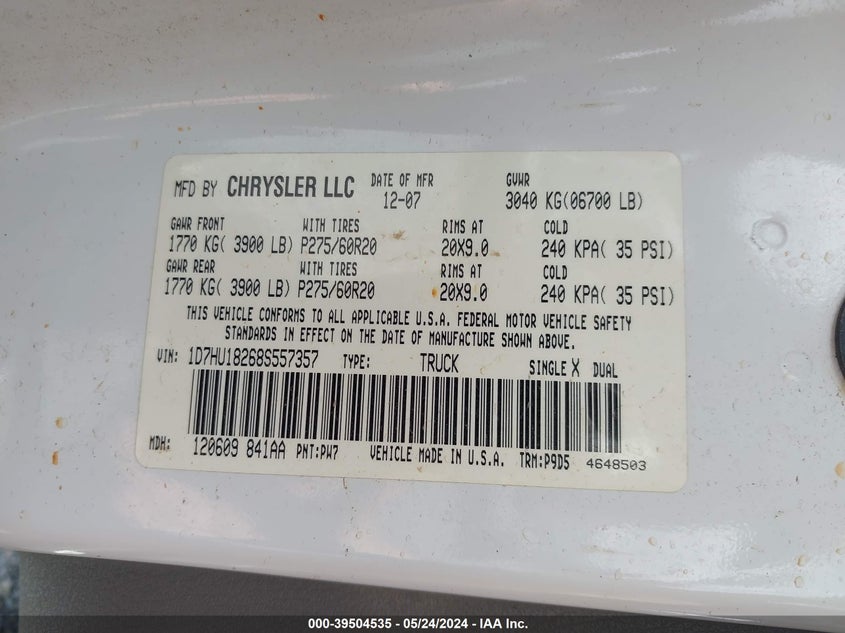 MFD BY CHRYSLER LLC DATE OF MFR 12-07 GVWR 3040 KG(06700 LB)
GAWR FRONT WITH TIRES RIMS AT COLD
1770 KG( 3900 LB) P275/60R20 20X9.0 240 KPA( 35 PSI)
GAWR REAR WITH TIRES RIMS AT COLD
1770 KG( 3900 LB) P275/60R20 20X9.0 240 KPA( 35 PSI)
THIS VEHICLE CONFORMS TO ALL APPLICABLE U.S.A. FEDERAL MOTOR VEHICLE SAFETY
STANDARDS IN EFFECT ON THE DATE OF MANUFACTURE SHOWN ABOVE.
VIN: 1D7HU18268S557357 TYPE: TRUCK SINGLE X DUAL
MDH: 120609 841AA PNT:PW7 VEHICLE MADE IN U.S.A. TRM:P9D5 4648503
000-39504535 - 05/24/2024 - IAA Inc.